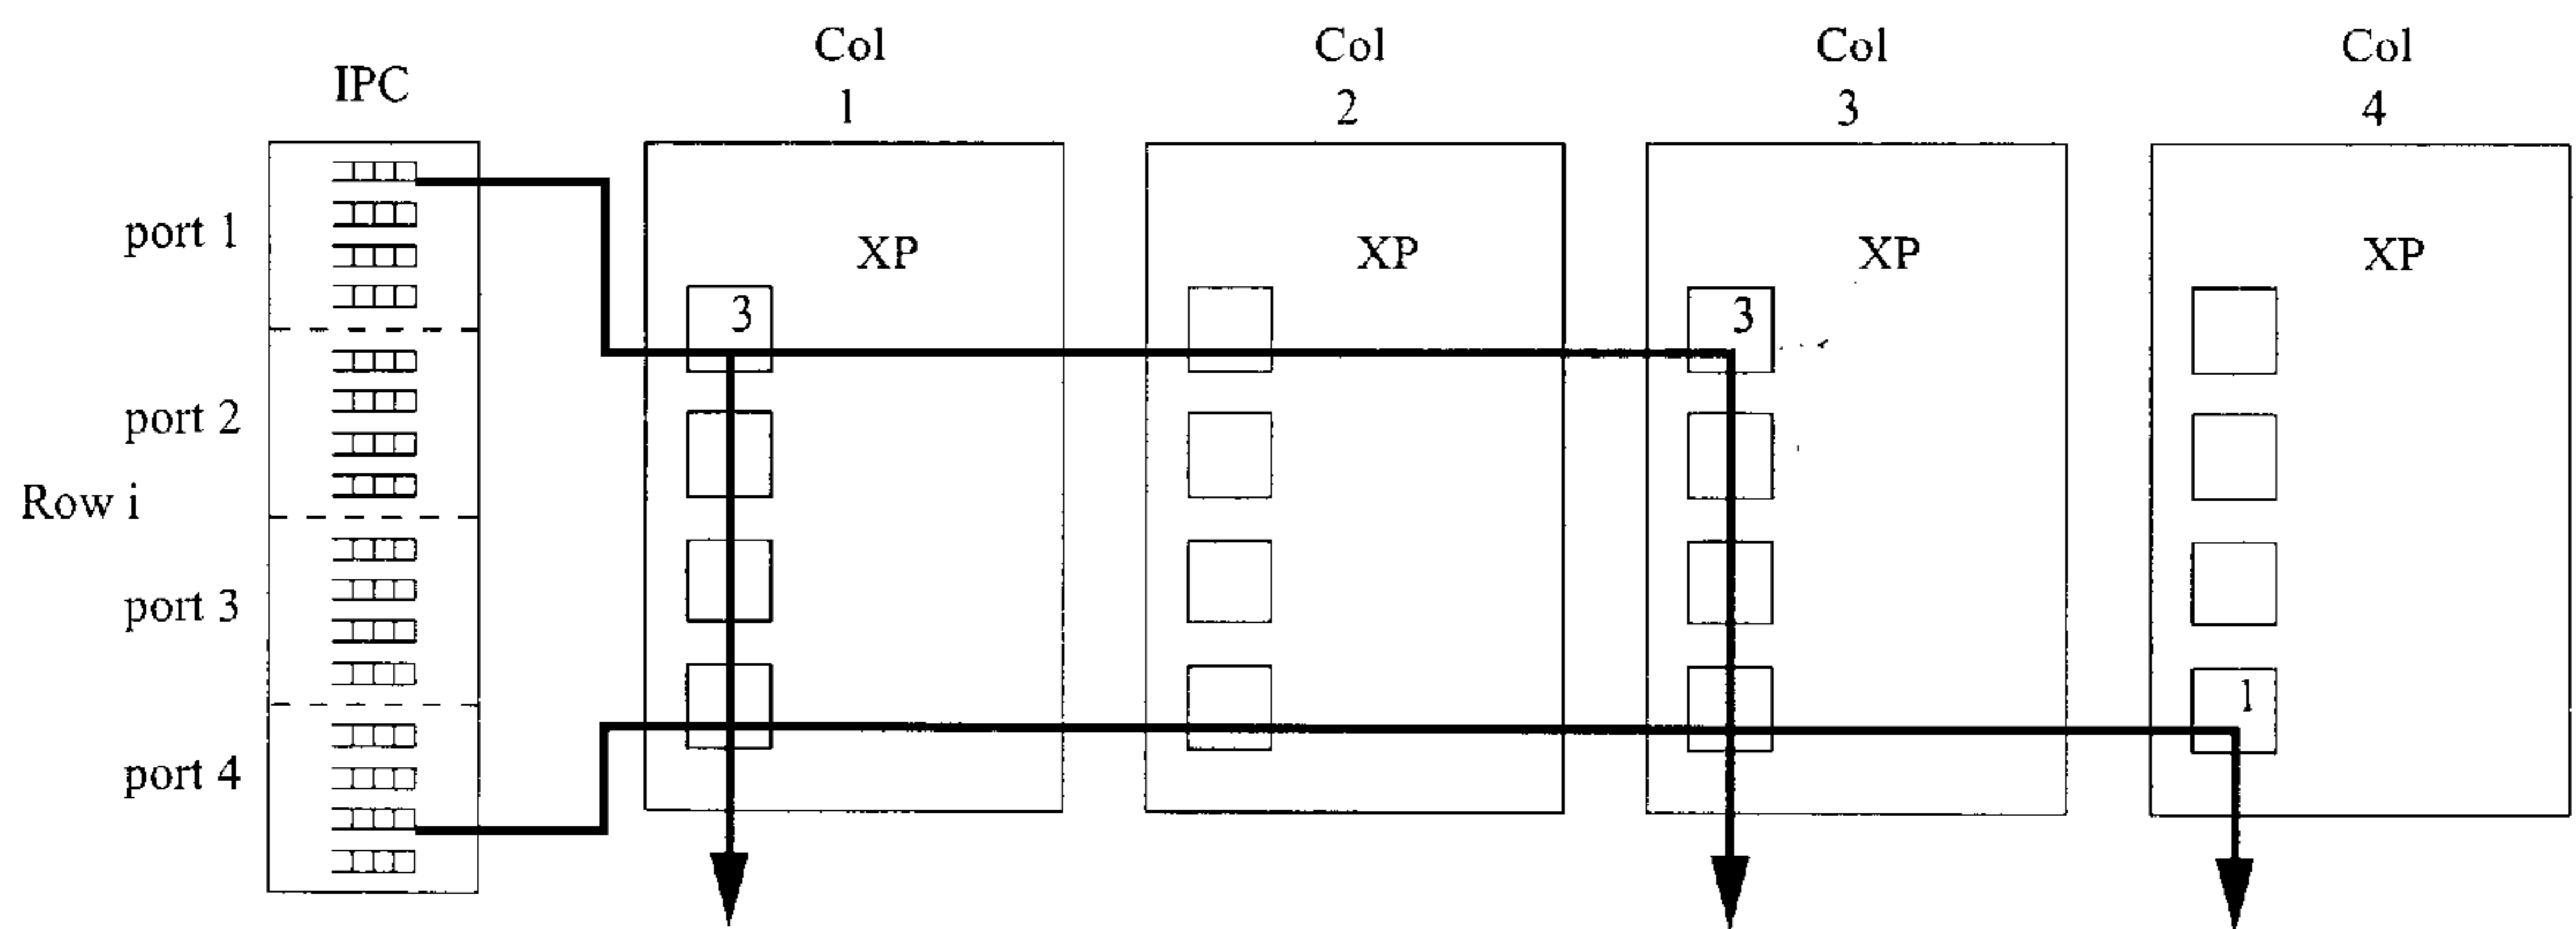 Col Col Col Col
IPC
1 2 3 4
port 1
XP XP XP XP
3 3
port 2
Row i
port 3
1
port 4